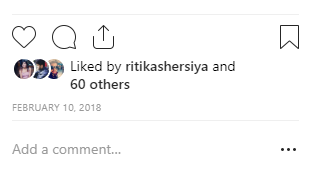 Liked by ritikashersiya and
60 others
FEBRUARY 10, 2018
Add a comment...